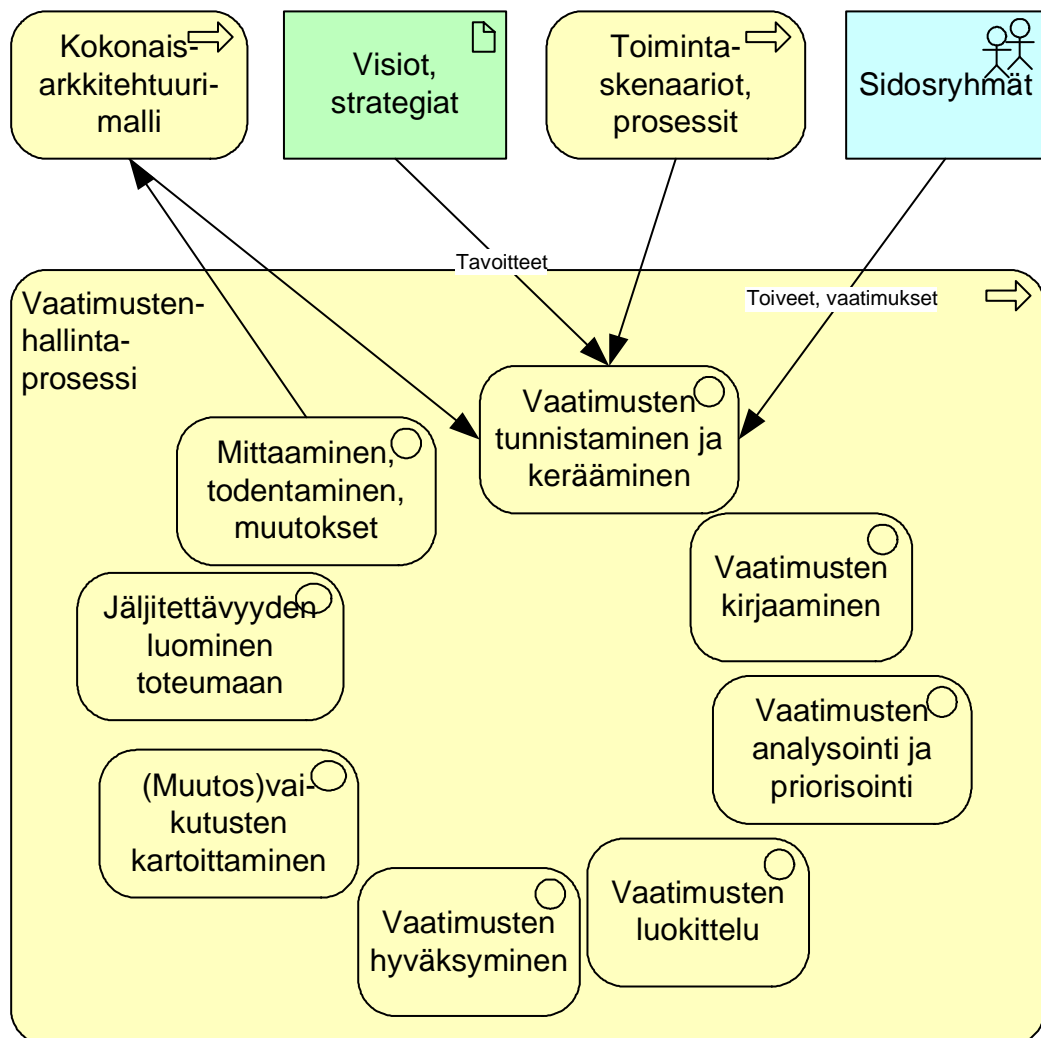 Kokonais-
arkkitehtuuri-
malli
Visiot,
strategiat
Toiminta-
skenaariot,
prosessit
Sidosryhmät
Tavoitteet
Toiveet, vaatimukset
Vaatimusten-
hallinta-
prosessi
Vaatimusten
tunnistaminen ja
kerääminen
Mittaaminen,
todentaminen,
muutokset
Vaatimusten
kirjaaminen
Jäljitettävyyden
luominen
toteumaan
Vaatimusten
analysointi ja
priorisointi
(Muutos)vai-
kutusten
kartoittaminen
Vaatimusten
luokittelu
Vaatimusten
hyväksyminen